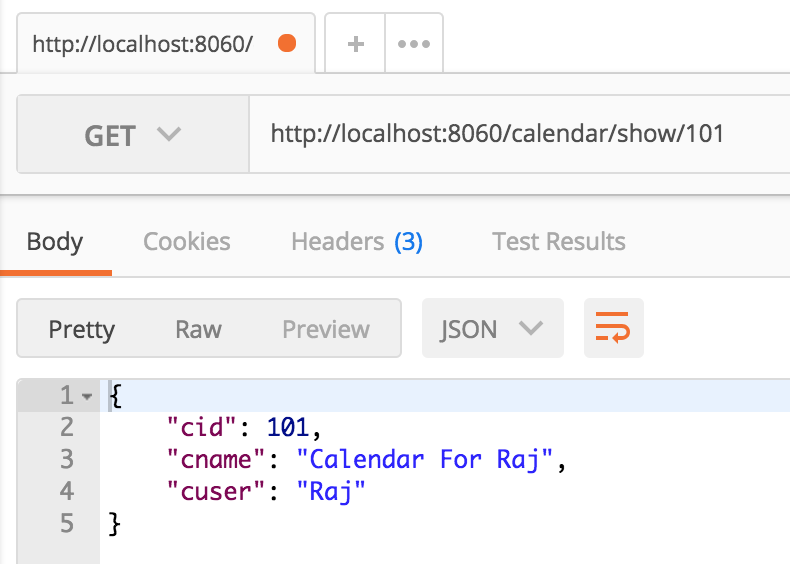 http://localhost:8060/ + •••
GET http://localhost:8060/calendar/show/101
Body Cookies Headers (3) Test Results
Pretty Raw Preview JSON
1 {
2 "cid": 101,
3 "cname": "Calendar For Raj",
4 "cuser": "Raj"
5 }